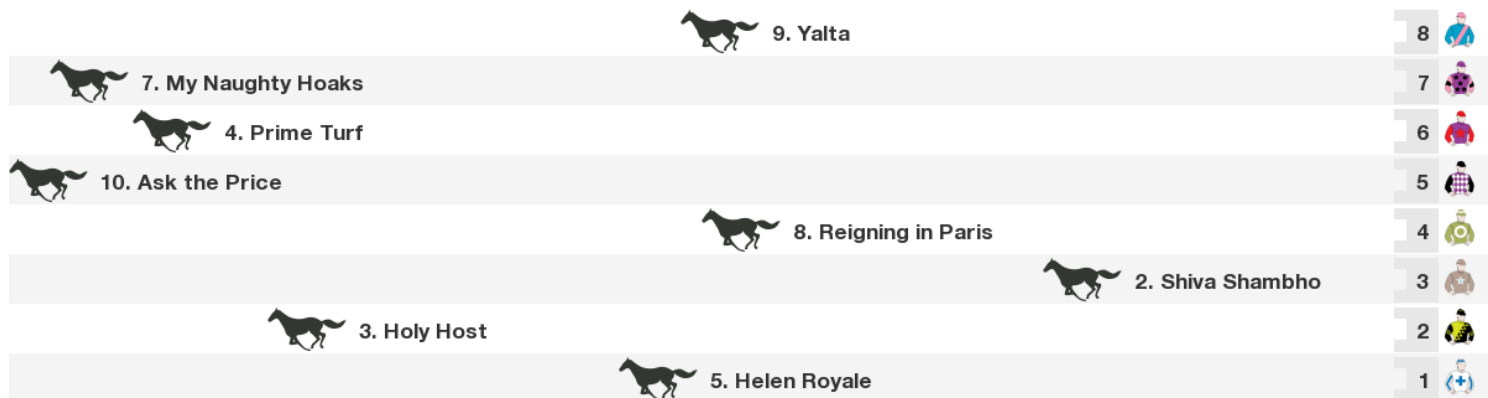 9. Yalta 8
7. My Naughty Hoaks 7
4. Prime Turf 6
10. Ask the Price 5
8. Reigning in Paris 4
2. Shiva Shambho 3
3. Holy Host 2
5. Helen Royale 1